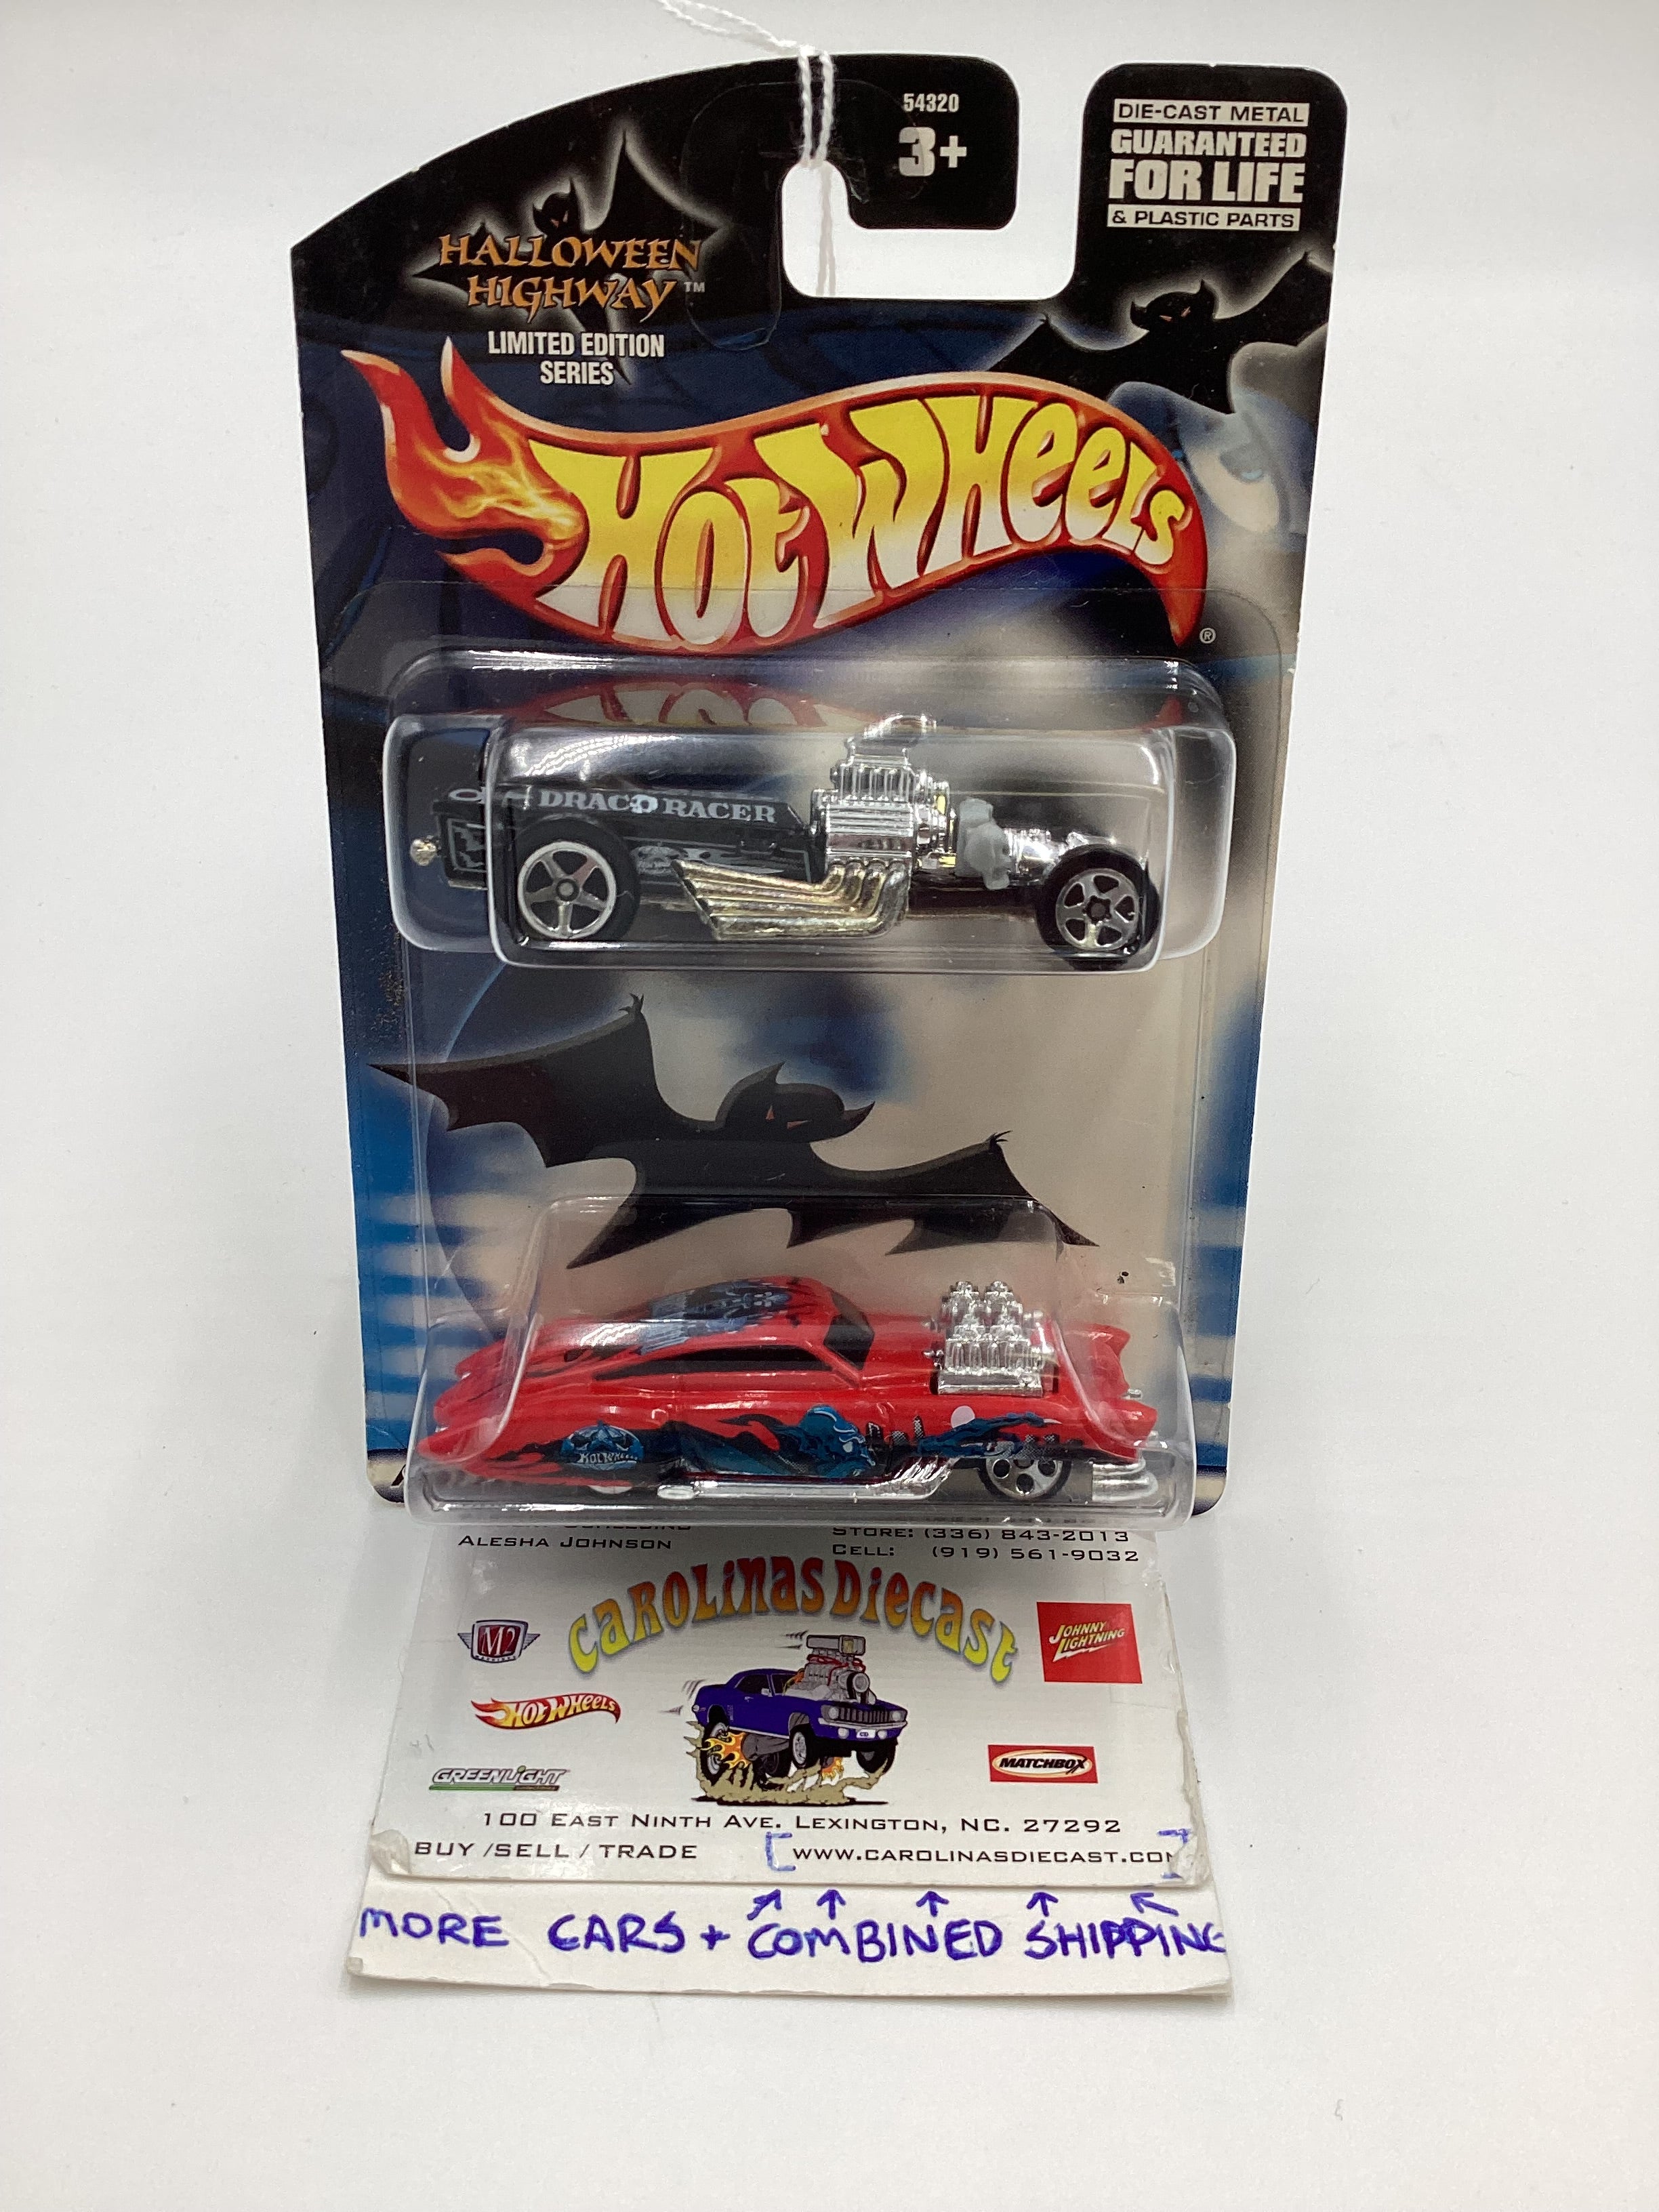 54320
3+
DIE-CAST METAL
GUARANTEED
FOR LIFE
& PLASTIC PARTS
HALLOWEEN
HIGHWAY™
LIMITED EDITION
SERIES
HOT WHEELS®
DRACO RACER
HOT WHEELS
STORE: (336) 843-2013
ALESHA JOHNSON
CELL: (919) 561-9032
CAROLINAS DIECAST
M2
JOHNNY
LIGHTNING
HOT WHEELS
MATCHBOX
GREENLIGHT
100 EAST NINTH AVE. LEXINGTON, NC. 27292
BUY /SELL / TRADE [WWW.CAROLINASDIECAST.COM]
MORE CARS + COMBINED SHIPPING